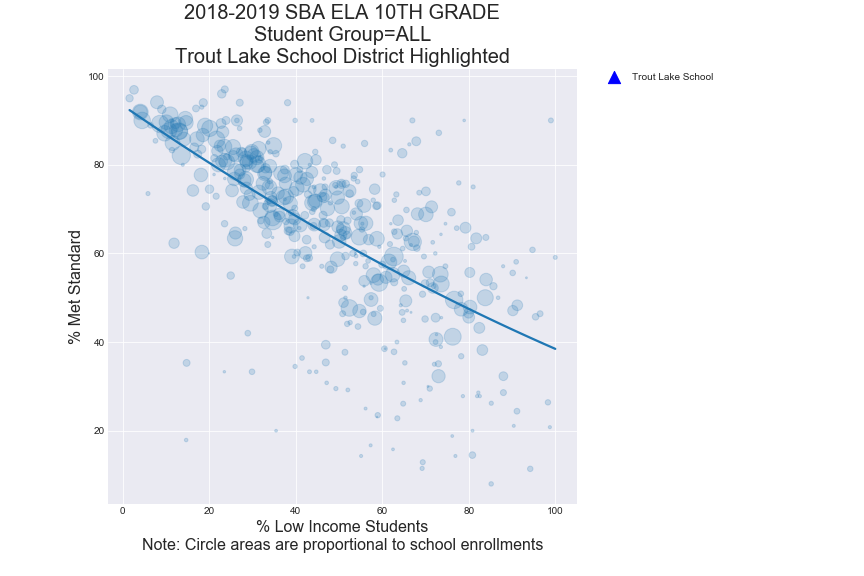 2018-2019 SBA ELA 10TH GRADE
Student Group=ALL
Trout Lake School District Highlighted
Trout Lake School
% Met Standard
100
80
60
40
20
0 20 40 60 80 100
% Low Income Students
Note: Circle areas are proportional to school enrollments